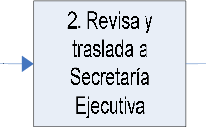 2. Revisa y
traslada a
Secretaría
Ejecutiva